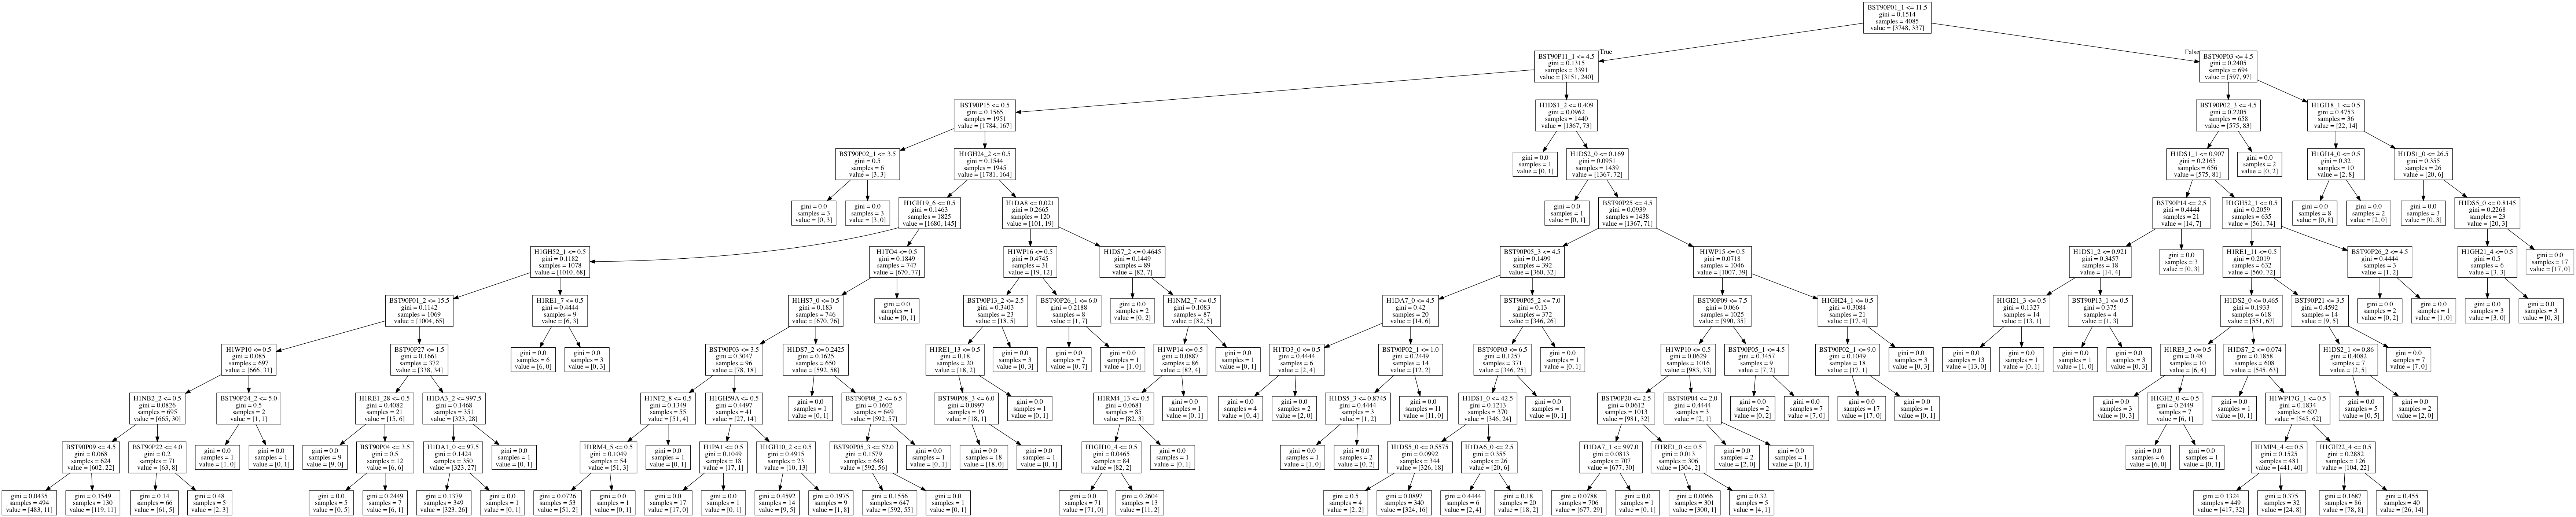 BST90P01_1 <= 11.5
gini = 0.1514
samples = 4085
value = [3748, 337]
True
False
BST90P11_1 <= 4.5
gini = 0.1315
samples = 3391
value = [3151, 240]
BST90P03 <= 4.5
gini = 0.2405
samples = 694
value = [597, 97]
BST90P15 <= 0.5
gini = 0.1565
samples = 1951
value = [1784, 167]
H1DS1_2 <= 0.409
gini = 0.0962
samples = 1440
value = [1367, 73]
BST90P02_3 <= 4.5
gini = 0.2205
samples = 658
value = [575, 83]
H1GI18_1 <= 0.5
gini = 0.4753
samples = 36
value = [22, 14]
BST90P02_1 <= 3.5
gini = 0.5
samples = 6
value = [3, 3]
H1GH24_2 <= 0.5
gini = 0.1544
samples = 1945
value = [1781, 164]
gini = 0.0
samples = 1
value = [0, 1]
H1DS2_0 <= 0.169
gini = 0.0951
samples = 1439
value = [1367, 72]
H1DS1_1 <= 0.907
gini = 0.2165
samples = 656
value = [575, 81]
gini = 0.0
samples = 2
value = [0, 2]
H1GI14_0 <= 0.5
gini = 0.32
samples = 10
value = [2, 8]
H1DS1_0 <= 26.5
gini = 0.355
samples = 26
value = [20, 6]
gini = 0.0
samples = 3
value = [0, 3]
gini = 0.0
samples = 3
value = [3, 0]
H1GH19_6 <= 0.5
gini = 0.1463
samples = 1825
value = [1680, 145]
H1DA8 <= 0.021
gini = 0.2665
samples = 120
value = [101, 19]
gini = 0.0
samples = 1
value = [0, 1]
BST90P25 <= 4.5
gini = 0.0939
samples = 1438
value = [1367, 71]
BST90P14 <= 2.5
gini = 0.4444
samples = 21
value = [14, 7]
H1GH52_1 <= 0.5
gini = 0.2059
samples = 635
value = [561, 74]
gini = 0.0
samples = 8
value = [0, 8]
gini = 0.0
samples = 2
value = [2, 0]
gini = 0.0
samples = 3
value = [0, 3]
H1DS5_0 <= 0.8145
gini = 0.2268
samples = 23
value = [20, 3]
H1GH52_1 <= 0.5
gini = 0.1182
samples = 1078
value = [1010, 68]
H1TO4 <= 0.5
gini = 0.1849
samples = 747
value = [670, 77]
H1WP16 <= 0.5
gini = 0.4745
samples = 31
value = [19, 12]
H1DS7_2 <= 0.4645
gini = 0.1449
samples = 89
value = [82, 7]
BST90P05_3 <= 4.5
gini = 0.1499
samples = 392
value = [360, 32]
H1WP15 <= 0.5
gini = 0.0718
samples = 1046
value = [1007, 39]
H1DS1_2 <= 0.921
gini = 0.3457
samples = 18
value = [14, 4]
gini = 0.0
samples = 3
value = [0, 3]
H1RE1_11 <= 0.5
gini = 0.2019
samples = 632
value = [560, 72]
BST90P26_2 <= 4.5
gini = 0.4444
samples = 3
value = [1, 2]
H1GH21_4 <= 0.5
gini = 0.5
samples = 6
value = [3, 3]
gini = 0.0
samples = 17
value = [17, 0]
BST90P01_2 <= 15.5
gini = 0.1142
samples = 1069
value = [1004, 65]
H1RE1_7 <= 0.5
gini = 0.4444
samples = 9
value = [6, 3]
H1HS7_0 <= 0.5
gini = 0.183
samples = 746
value = [670, 76]
gini = 0.0
samples = 1
value = [0, 1]
BST90P13_2 <= 2.5
gini = 0.3403
samples = 23
value = [18, 5]
BST90P26_1 <= 6.0
gini = 0.2188
samples = 8
value = [1, 7]
gini = 0.0
samples = 2
value = [0, 2]
H1NM2_7 <= 0.5
gini = 0.1083
samples = 87
value = [82, 5]
H1DA7_0 <= 4.5
gini = 0.42
samples = 20
value = [14, 6]
BST90P05_2 <= 7.0
gini = 0.13
samples = 372
value = [346, 26]
BST90P09 <= 7.5
gini = 0.066
samples = 1025
value = [990, 35]
H1GH24_1 <= 0.5
gini = 0.3084
samples = 21
value = [17, 4]
H1GI21_3 <= 0.5
gini = 0.1327
samples = 14
value = [13, 1]
BST90P13_1 <= 0.5
gini = 0.375
samples = 4
value = [1, 3]
H1DS2_0 <= 0.465
gini = 0.1933
samples = 618
value = [551, 67]
BST90P21 <= 3.5
gini = 0.4592
samples = 14
value = [9, 5]
gini = 0.0
samples = 2
value = [0, 2]
gini = 0.0
samples = 1
value = [1, 0]
gini = 0.0
samples = 3
value = [3, 0]
gini = 0.0
samples = 3
value = [0, 3]
H1WP10 <= 0.5
gini = 0.085
samples = 697
value = [666, 31]
BST90P27 <= 1.5
gini = 0.1661
samples = 372
value = [338, 34]
gini = 0.0
samples = 6
value = [6, 0]
gini = 0.0
samples = 3
value = [0, 3]
BST90P03 <= 3.5
gini = 0.3047
samples = 96
value = [78, 18]
H1DS7_2 <= 0.2425
gini = 0.1625
samples = 650
value = [592, 58]
H1RE1_13 <= 0.5
gini = 0.18
samples = 20
value = [18, 2]
gini = 0.0
samples = 3
value = [0, 3]
gini = 0.0
samples = 7
value = [0, 7]
gini = 0.0
samples = 1
value = [1, 0]
H1WP14 <= 0.5
gini = 0.0887
samples = 86
value = [82, 4]
gini = 0.0
samples = 1
value = [0, 1]
H1TO3_0 <= 0.5
gini = 0.4444
samples = 6
value = [2, 4]
BST90P02_1 <= 1.0
gini = 0.2449
samples = 14
value = [12, 2]
BST90P03 <= 6.5
gini = 0.1257
samples = 371
value = [346, 25]
gini = 0.0
samples = 1
value = [0, 1]
H1WP10 <= 0.5
gini = 0.0629
samples = 1016
value = [983, 33]
BST90P05_1 <= 4.5
gini = 0.3457
samples = 9
value = [7, 2]
BST90P02_1 <= 9.0
gini = 0.1049
samples = 18
value = [17, 1]
gini = 0.0
samples = 3
value = [0, 3]
gini = 0.0
samples = 13
value = [13, 0]
gini = 0.0
samples = 1
value = [0, 1]
gini = 0.0
samples = 1
value = [1, 0]
gini = 0.0
samples = 3
value = [0, 3]
H1RE3_2 <= 0.5
gini = 0.48
samples = 10
value = [6, 4]
H1DS7_2 <= 0.074
gini = 0.1858
samples = 608
value = [545, 63]
H1DS2_1 <= 0.86
gini = 0.4082
samples = 7
value = [2, 5]
gini = 0.0
samples = 7
value = [7, 0]
H1NB2_2 <= 0.5
gini = 0.0826
samples = 695
value = [665, 30]
BST90P24_2 <= 5.0
gini = 0.5
samples = 2
value = [1, 1]
H1RE1_28 <= 0.5
gini = 0.4082
samples = 21
value = [15, 6]
H1DA3_2 <= 997.5
gini = 0.1468
samples = 351
value = [323, 28]
H1NF2_8 <= 0.5
gini = 0.1349
samples = 55
value = [51, 4]
H1GH59A <= 0.5
gini = 0.4497
samples = 41
value = [27, 14]
gini = 0.0
samples = 1
value = [0, 1]
BST90P08_2 <= 6.5
gini = 0.1602
samples = 649
value = [592, 57]
BST90P08_3 <= 6.0
gini = 0.0997
samples = 19
value = [18, 1]
gini = 0.0
samples = 1
value = [0, 1]
H1RM4_13 <= 0.5
gini = 0.0681
samples = 85
value = [82, 3]
gini = 0.0
samples = 1
value = [0, 1]
gini = 0.0
samples = 4
value = [0, 4]
gini = 0.0
samples = 2
value = [2, 0]
H1DS5_3 <= 0.8745
gini = 0.4444
samples = 3
value = [1, 2]
gini = 0.0
samples = 11
value = [11, 0]
H1DS1_0 <= 42.5
gini = 0.1213
samples = 370
value = [346, 24]
gini = 0.0
samples = 1
value = [0, 1]
BST90P20 <= 2.5
gini = 0.0612
samples = 1013
value = [981, 32]
BST90P04 <= 2.0
gini = 0.4444
samples = 3
value = [2, 1]
gini = 0.0
samples = 2
value = [0, 2]
gini = 0.0
samples = 7
value = [7, 0]
gini = 0.0
samples = 17
value = [17, 0]
gini = 0.0
samples = 1
value = [0, 1]
gini = 0.0
samples = 3
value = [0, 3]
H1GH2_0 <= 0.5
gini = 0.2449
samples = 7
value = [6, 1]
gini = 0.0
samples = 1
value = [0, 1]
H1WP17G_1 <= 0.5
gini = 0.1834
samples = 607
value = [545, 62]
gini = 0.0
samples = 5
value = [0, 5]
gini = 0.0
samples = 2
value = [2, 0]
BST90P09 <= 4.5
gini = 0.068
samples = 624
value = [602, 22]
BST90P22 <= 4.0
gini = 0.2
samples = 71
value = [63, 8]
gini = 0.0
samples = 1
value = [1, 0]
gini = 0.0
samples = 1
value = [0, 1]
gini = 0.0
samples = 9
value = [9, 0]
BST90P04 <= 3.5
gini = 0.5
samples = 12
value = [6, 6]
H1DA1_0 <= 97.5
gini = 0.1424
samples = 350
value = [323, 27]
gini = 0.0
samples = 1
value = [0, 1]
H1RM4_5 <= 0.5
gini = 0.1049
samples = 54
value = [51, 3]
gini = 0.0
samples = 1
value = [0, 1]
H1PA1 <= 0.5
gini = 0.1049
samples = 18
value = [17, 1]
H1GH10_2 <= 0.5
gini = 0.4915
samples = 23
value = [10, 13]
BST90P05_3 <= 52.0
gini = 0.1579
samples = 648
value = [592, 56]
gini = 0.0
samples = 1
value = [0, 1]
gini = 0.0
samples = 18
value = [18, 0]
gini = 0.0
samples = 1
value = [0, 1]
H1GH10_4 <= 0.5
gini = 0.0465
samples = 84
value = [82, 2]
gini = 0.0
samples = 1
value = [0, 1]
gini = 0.0
samples = 1
value = [1, 0]
gini = 0.0
samples = 2
value = [0, 2]
H1DS5_0 <= 0.5575
gini = 0.0992
samples = 344
value = [326, 18]
H1DA6_0 <= 2.5
gini = 0.355
samples = 26
value = [20, 6]
H1DA7_1 <= 997.0
gini = 0.0813
samples = 707
value = [677, 30]
H1RE1_0 <= 0.5
gini = 0.013
samples = 306
value = [304, 2]
gini = 0.0
samples = 2
value = [2, 0]
gini = 0.0
samples = 1
value = [0, 1]
gini = 0.0
samples = 6
value = [6, 0]
gini = 0.0
samples = 1
value = [0, 1]
H1MP4_4 <= 0.5
gini = 0.1525
samples = 481
value = [441, 40]
H1GH22_4 <= 0.5
gini = 0.2882
samples = 126
value = [104, 22]
gini = 0.0435
samples = 494
value = [483, 11]
gini = 0.1549
samples = 130
value = [119, 11]
gini = 0.14
samples = 66
value = [61, 5]
gini = 0.48
samples = 5
value = [2, 3]
gini = 0.0
samples = 5
value = [0, 5]
gini = 0.2449
samples = 7
value = [6, 1]
gini = 0.1379
samples = 349
value = [323, 26]
gini = 0.0
samples = 1
value = [0, 1]
gini = 0.0726
samples = 53
value = [51, 2]
gini = 0.0
samples = 1
value = [0, 1]
gini = 0.0
samples = 17
value = [17, 0]
gini = 0.0
samples = 1
value = [0, 1]
gini = 0.4592
samples = 14
value = [9, 5]
gini = 0.1975
samples = 9
value = [1, 8]
gini = 0.1556
samples = 647
value = [592, 55]
gini = 0.0
samples = 1
value = [0, 1]
gini = 0.0
samples = 71
value = [71, 0]
gini = 0.2604
samples = 13
value = [11, 2]
gini = 0.5
samples = 4
value = [2, 2]
gini = 0.0897
samples = 340
value = [324, 16]
gini = 0.4444
samples = 6
value = [2, 4]
gini = 0.18
samples = 20
value = [18, 2]
gini = 0.0788
samples = 706
value = [677, 29]
gini = 0.0
samples = 1
value = [0, 1]
gini = 0.0066
samples = 301
value = [300, 1]
gini = 0.32
samples = 5
value = [4, 1]
gini = 0.1324
samples = 449
value = [417, 32]
gini = 0.375
samples = 32
value = [24, 8]
gini = 0.1687
samples = 86
value = [78, 8]
gini = 0.455
samples = 40
value = [26, 14]